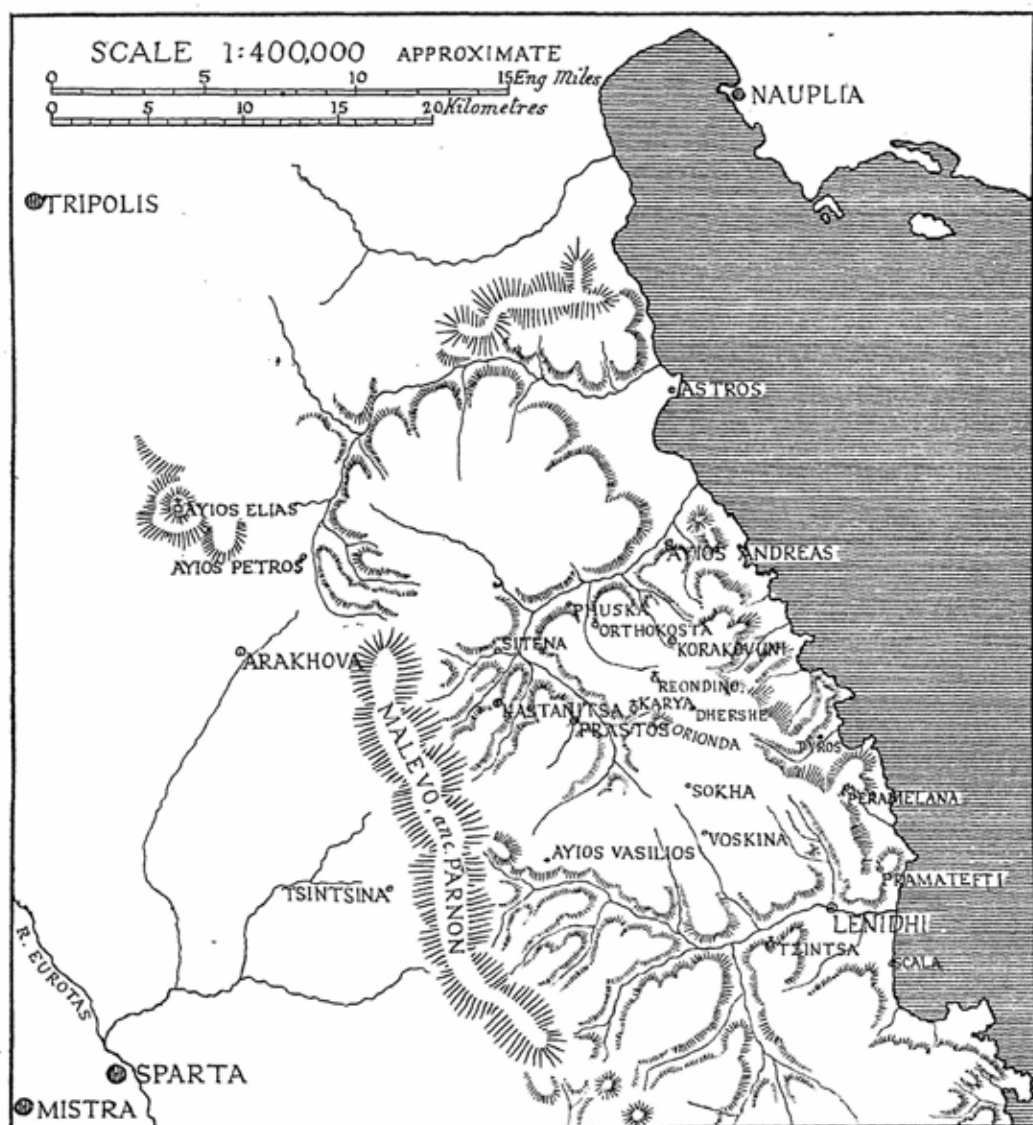 SCALE 1:400,000 APPROXIMATE
0 5 10 15 Eng Miles
0 5 10 15 20 Kilometres
NAUPLIA
TRIPOLIS
ASTROS
AYIOS ELIAS
AYIOS PETROS
AYIOS ANDREAS
PHUSKA
ORTHOKOSTA
SITENA
KORAKOVUNI
ARAKHOVA
REONDINO
KASTANITSA
KARYA
DHERSHE
PRASTOS
ORIONDA
TYROS
MALEVO, anc. PARNON
SOKHA
PERAMELANA
VOSKINA
AYIOS VASILIOS
PRAMATEFTI
TSINTSINA
LENIDHI
TZINTSA
SCALA
R. EUROTAS
SPARTA
MISTRA